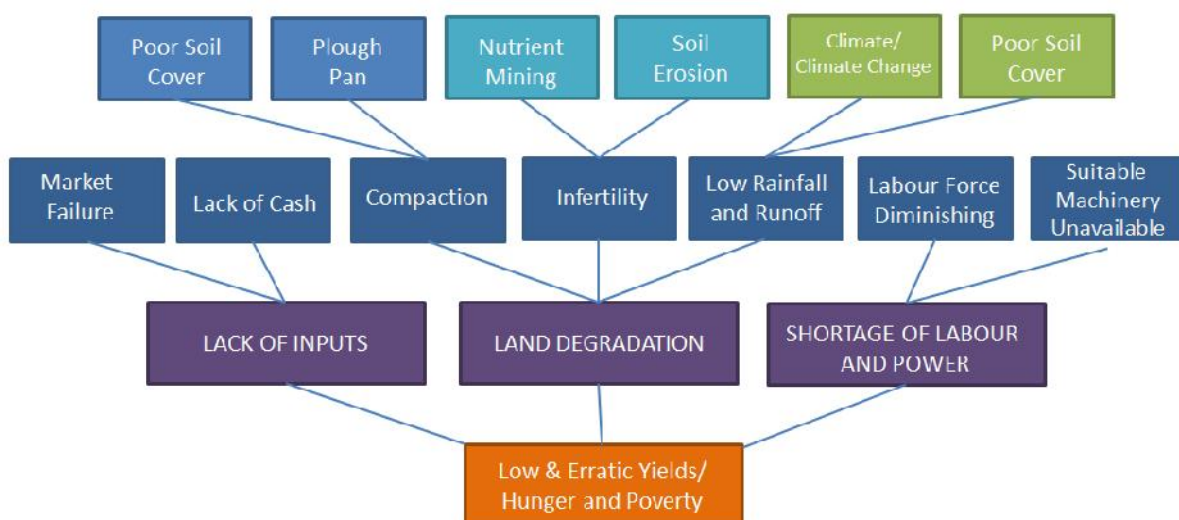 Poor Soil
Cover
Plough
Pan
Nutrient
Mining
Soil
Erosion
Climate/
Climate Change
Poor Soil
Cover
Market
Failure
Lack of Cash
Compaction
Infertility
Low Rainfall
and Runoff
Labour Force
Diminishing
Suitable
Machinery
Unavailable
LACK OF INPUTS
LAND DEGRADATION
SHORTAGE OF LABOUR
AND POWER
Low & Erratic Yields/
Hunger and Poverty